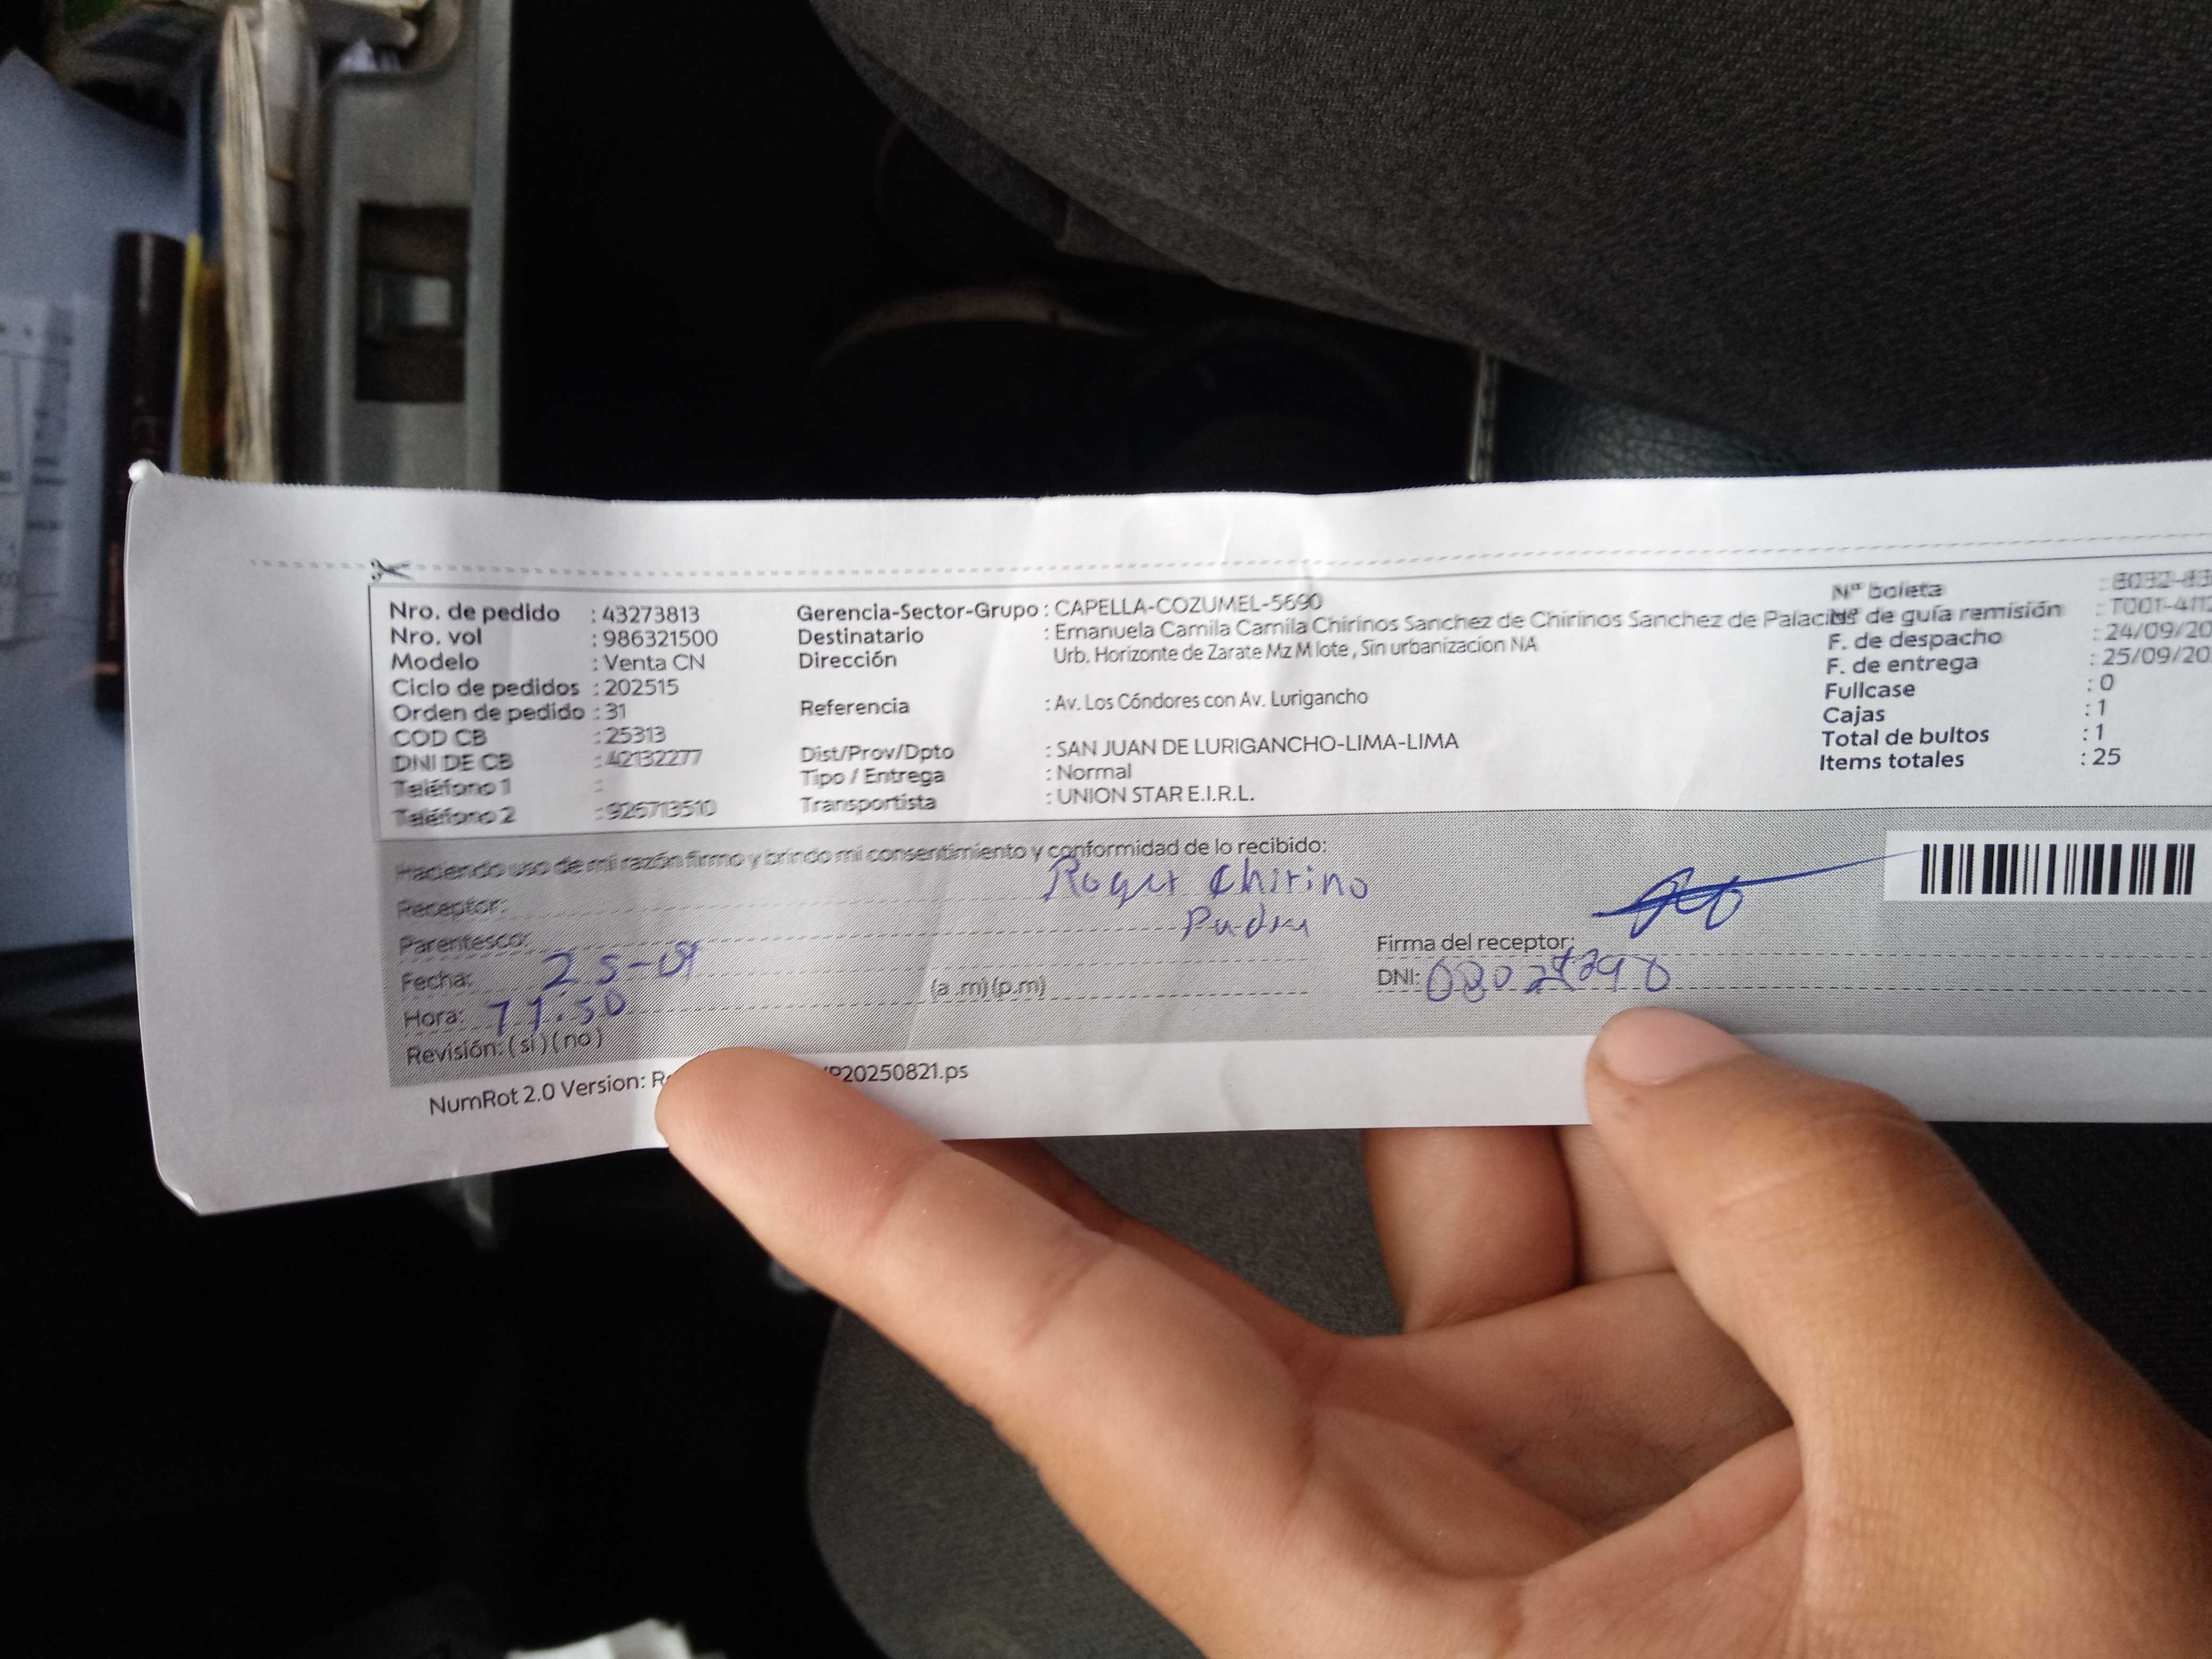 Nro. de pedido : 43273813
Nro. vol : 986321500
Modelo : Venta CN
Ciclo de pedidos : 202515
Orden de pedido : 31
COD CB : 25313
DNI DE CB : 42132277
Teléfono 1 :
Teléfono 2 : 926713510
Gerencia-Sector-Grupo : CAPELLA-COZUMEL-5690
Destinatario : Emanuela Camila Camila Chirinos Sanchez de Chirinos Sanchez de Palacios
Dirección Urb. Horizonte de Zarate Mz M lote , Sin urbanizacion NA
Referencia : Av. Los Cóndores con Av. Lurigancho
Dist/Prov/Dpto : SAN JUAN DE LURIGANCHO-LIMA-LIMA
Tipo / Entrega : Normal
Transportista : UNION STAR E.I.R.L.
Nº boleta
Nº de guía remisión : T001-
F. de despacho : 24/09/20
F. de entrega : 25/09/20
Fullcase : 0
Cajas : 1
Total de bultos : 1
Items totales : 25
Haciendo uso de mi razón firmo y brindo mi consentimiento y conformidad de lo recibido:
Receptor: Roger Chirino
Parentesco: Padre
Fecha: 25-09
Hora: 11:50 (a .m) (p.m)
Revisión: ( si ) ( no )
Firma del receptor:
DNI:
NumRot 2.0 Version: P20250821.ps